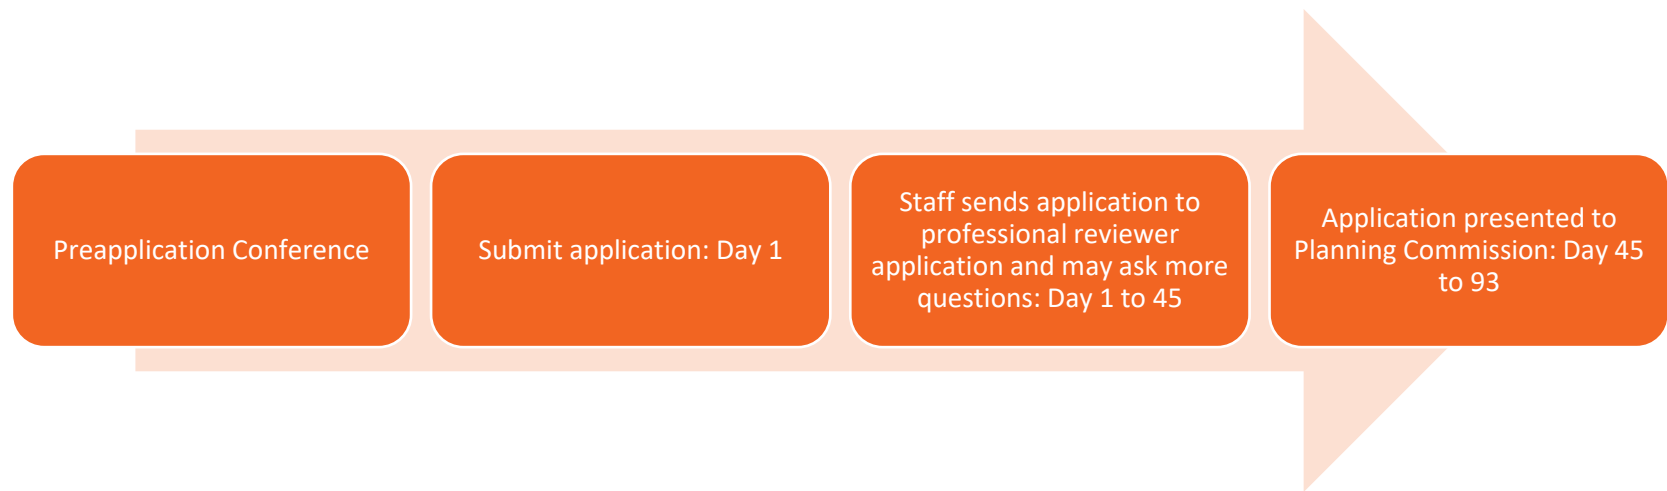 Preapplication Conference
Submit application: Day 1
Staff sends application to
professional reviewer
application and may ask more
questions: Day 1 to 45
Application presented to
Planning Commission: Day 45
to 93